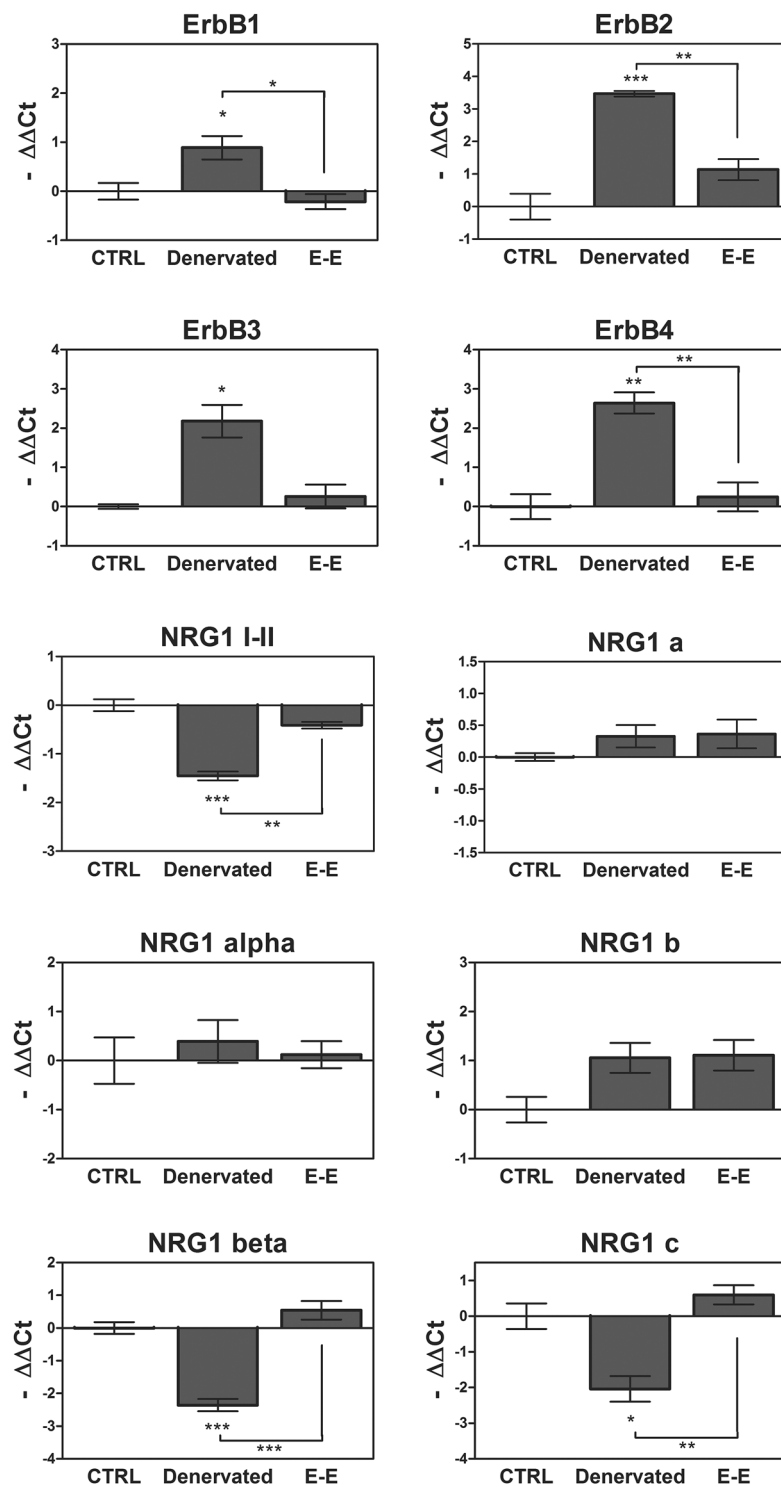 ErbB1
3
2
1
0
-1
- ΔΔCt
*
*
CTRL Denervated E-E
ErbB2
5
4
3
2
1
0
-1
- ΔΔCt
***
**
CTRL Denervated E-E
ErbB3
4
3
2
1
0
-1
- ΔΔCt
*
CTRL Denervated E-E
ErbB4
4
3
2
1
0
-1
- ΔΔCt
**
**
CTRL Denervated E-E
NRG1 I-II
1
0
-1
-2
-3
- ΔΔCt
***
**
CTRL Denervated E-E
NRG1 a
1.5
1.0
0.5
0.0
-0.5
-1.0
-1.5
- ΔΔCt
CTRL Denervated E-E
NRG1 alpha
2
1
0
-1
-2
- ΔΔCt
CTRL Denervated E-E
NRG1 b
3
2
1
0
-1
- ΔΔCt
CTRL Denervated E-E
NRG1 beta
2
1
0
-1
-2
-3
-4
- ΔΔCt
***
***
CTRL Denervated E-E
NRG1 c
1
0
-1
-2
-3
-4
- ΔΔCt
*
**
CTRL Denervated E-E